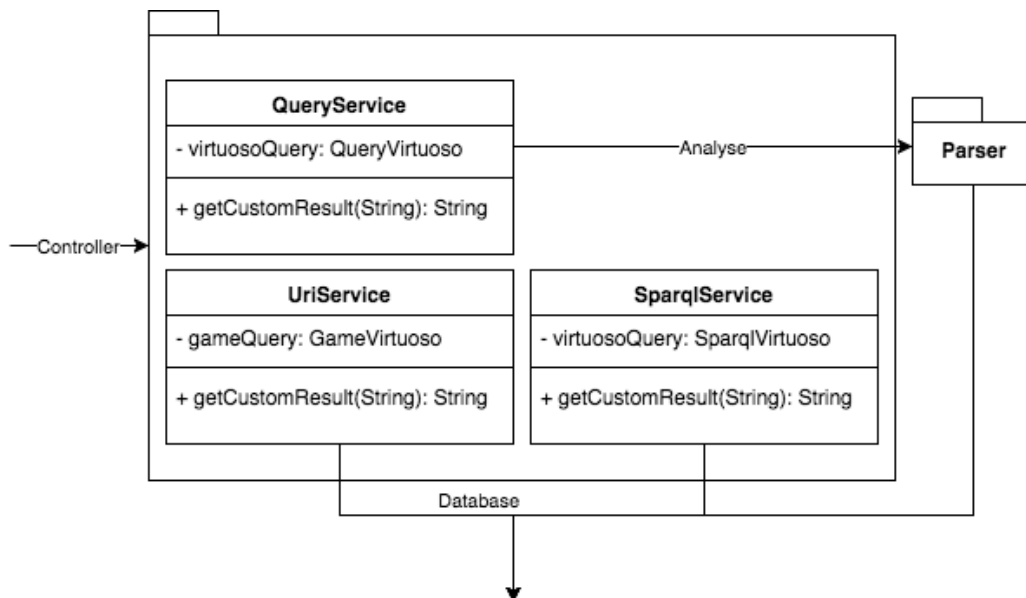 QueryService
- virtuosoQuery: QueryVirtuoso
+ getCustomResult(String): String
Analyse
Parser
Controller
UriService
- gameQuery: GameVirtuoso
+ getCustomResult(String): String
SparqlService
- virtuosoQuery: SparqlVirtuoso
+ getCustomResult(String): String
Database